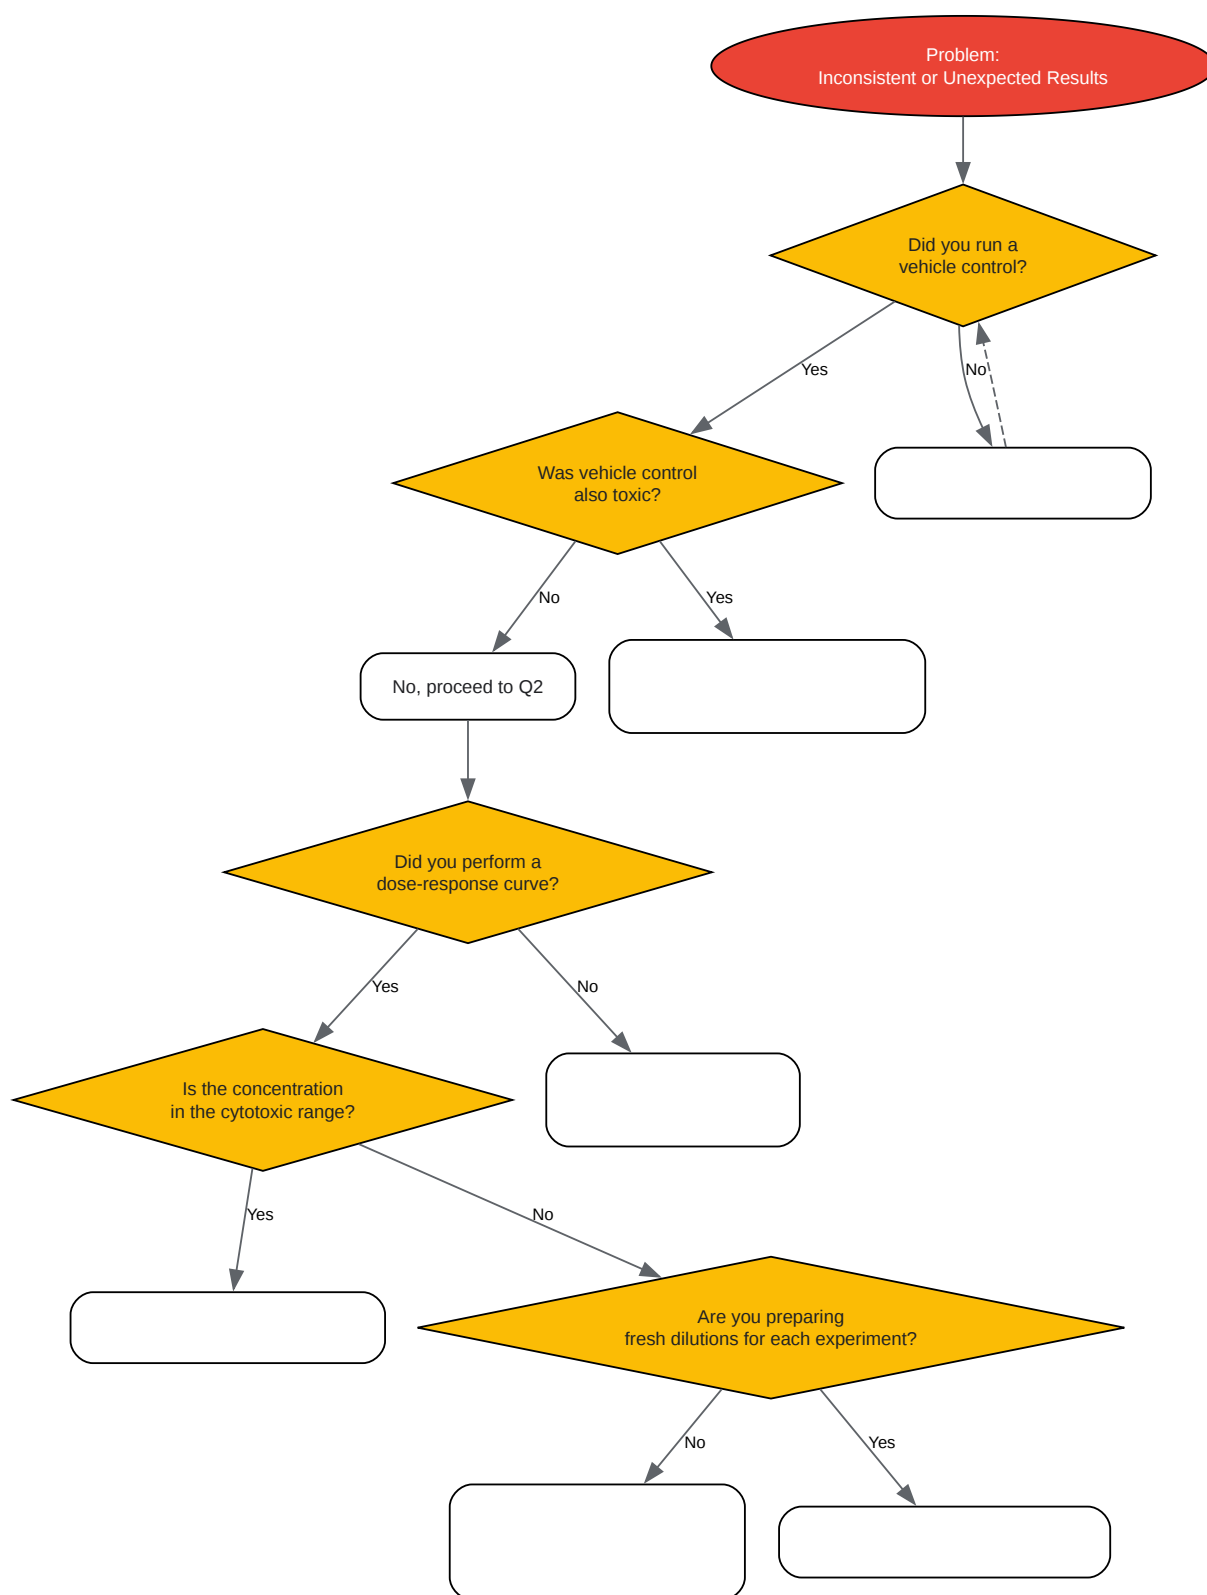 Problem:
Inconsistent or Unexpected Results
Did you run a
vehicle control?
Yes
No
Was vehicle control
also toxic?
No
Yes
No, proceed to Q2
Did you perform a
dose-response curve?
Yes
No
Is the concentration
in the cytotoxic range?
Yes
No
Are you preparing
fresh dilutions for each experiment?
No
Yes